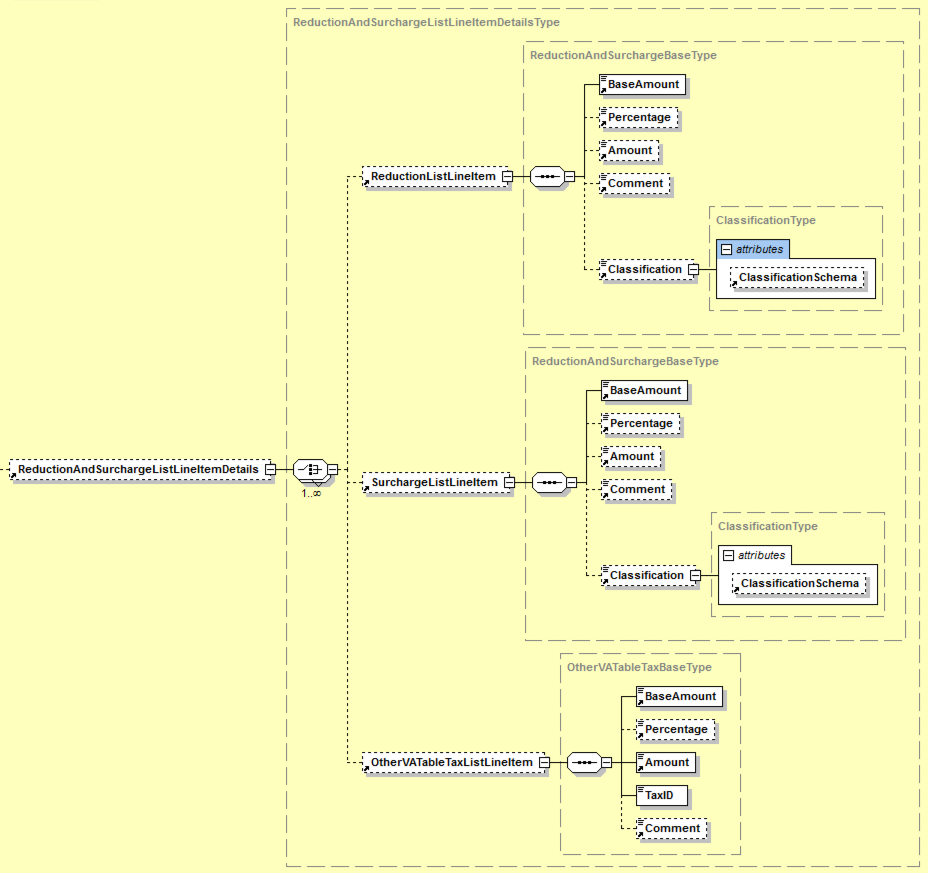 ReductionAndSurchargeListLineItemDetailsType
ReductionAndSurchargeBaseType
BaseAmount
Percentage
Amount
ReductionListLineItem
Comment
ClassificationType
attributes
Classification
ClassificationSchema
ReductionAndSurchargeBaseType
BaseAmount
Percentage
Amount
ReductionAndSurchargeListLineItemDetails
1..∞
SurchargeListLineItem
Comment
ClassificationType
attributes
Classification
ClassificationSchema
OtherVATableTaxBaseType
BaseAmount
Percentage
OtherVATableTaxListLineItem
Amount
TaxID
Comment